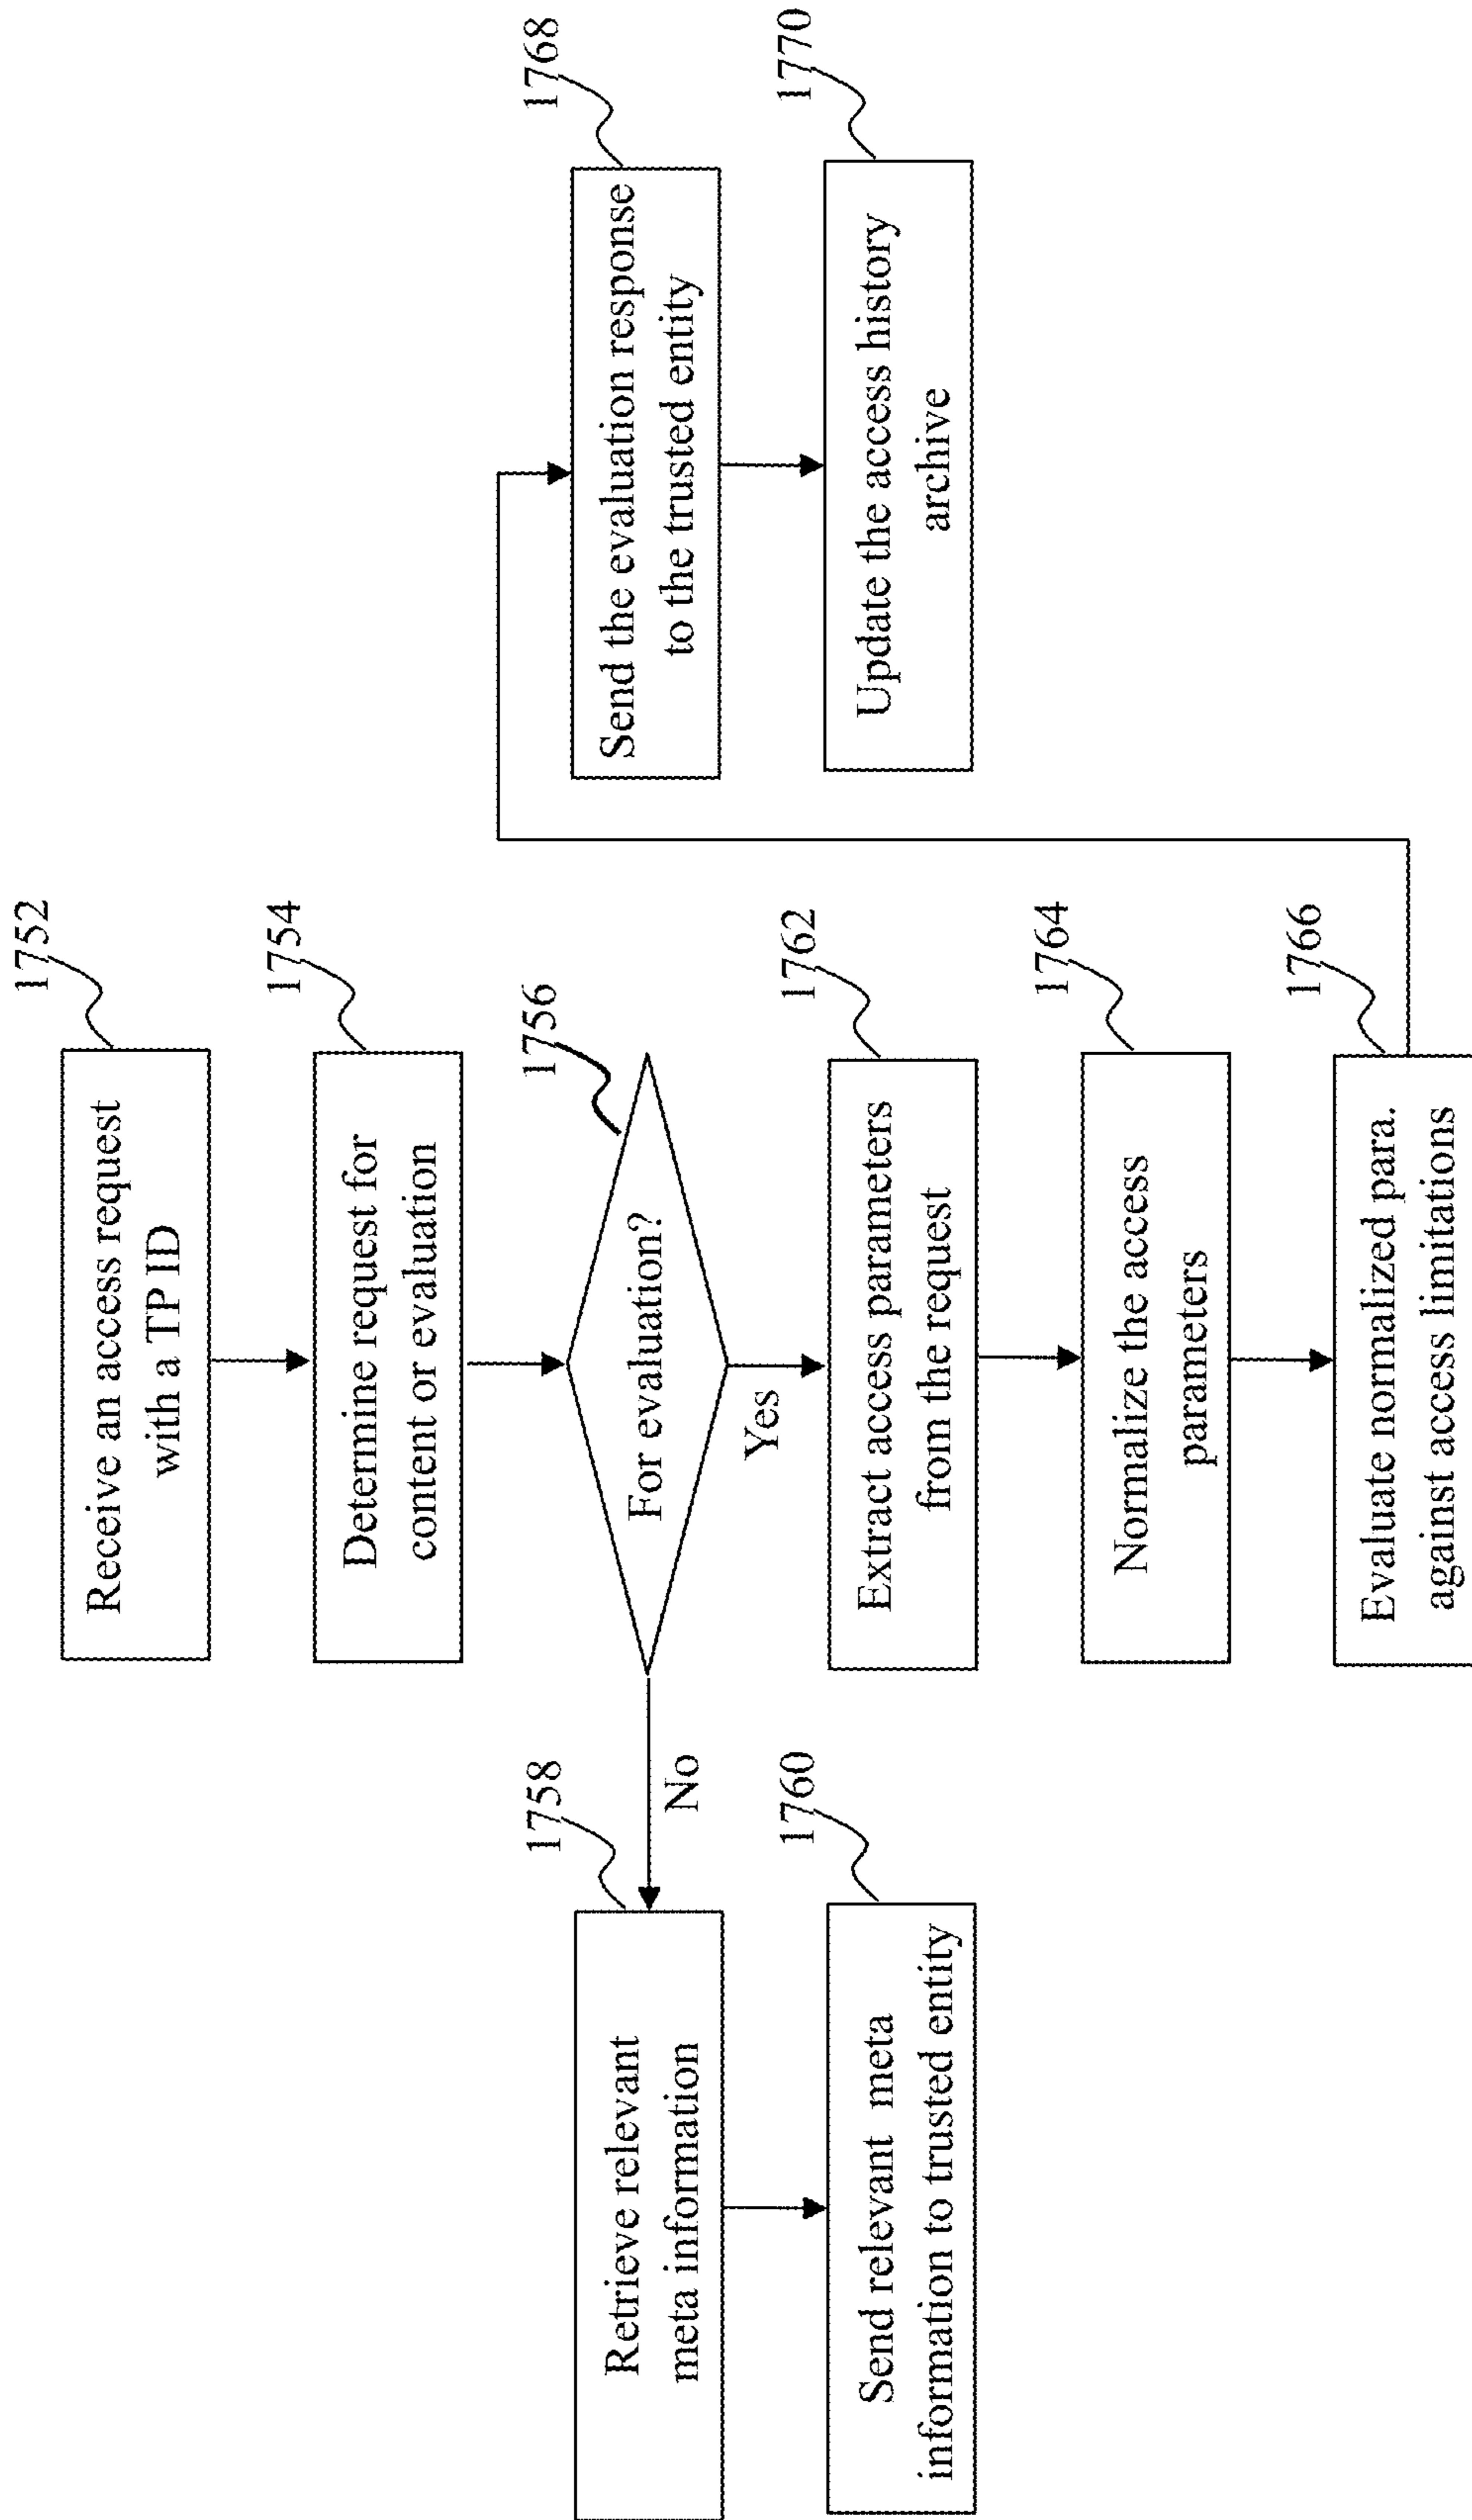 1752
Receive an access request
with a TP ID
1754
Determine request for
content or evaluation
1756
For evaluation?
No
Yes
1758
Retrieve relevant
meta information
1760
Send relevant meta
information to trusted entity
1762
Extract access parameters
from the request
1764
Normalize the access
parameters
1766
Evaluate normalized para.
against access limitations
1768
Send the evaluation response
to the trusted entity
1770
Update the access history
archive